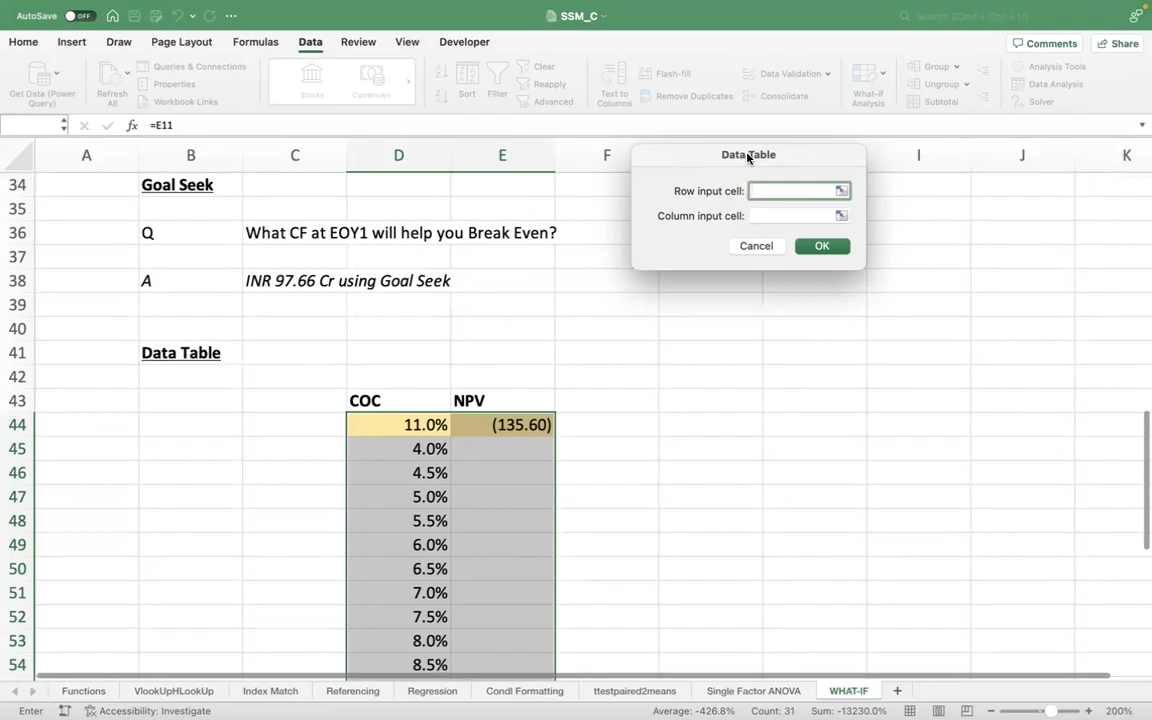 AutoSave OFF SSM_C Search (Cmd + Ctrl + U)
Home Insert Draw Page Layout Formulas Data Review View Developer Comments Share
Get Data (Power Query) Refresh All Queries & Connections Properties Workbook Links Stocks Currencies Sort Filter Clear Reapply Advanced Text to Columns Flash-fill Remove Duplicates Data Validation Consolidate What-if Analysis Group Ungroup Subtotal Analysis Tools Data Analysis Solver
fx =E11
A B C D E F I J K
Data Table
Row input cell:
Column input cell:
Cancel OK
34 Goal Seek
35
36 Q What CF at EOY1 will help you Break Even?
37
38 A INR 97.66 Cr using Goal Seek
39
40
41 Data Table
42
43 COC NPV
44 11.0% (135.60)
45 4.0%
46 4.5%
47 5.0%
48 5.5%
49 6.0%
50 6.5%
51 7.0%
52 7.5%
53 8.0%
54 8.5%
Functions VlookUpHLookUp Index Match Referencing Regression Condl Formatting ttestpaired2means Single Factor ANOVA WHAT-IF
Enter Accessibility: Investigate Average: -426.8% Count: 31 Sum: -13230.0% 200%